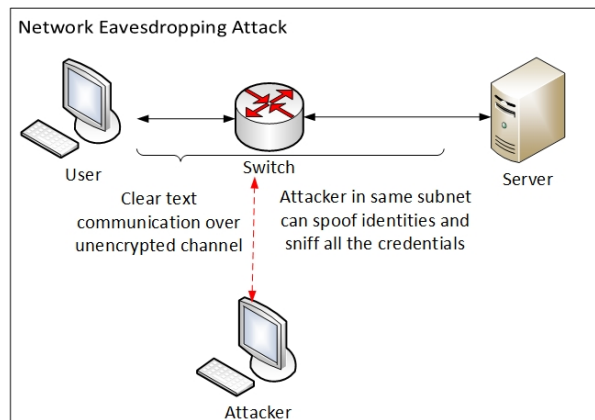 Network Eavesdropping Attack
User
Switch
Server
Clear text
communication over
unencrypted channel
Attacker in same subnet
can spoof identities and
sniff all the credentials
Attacker